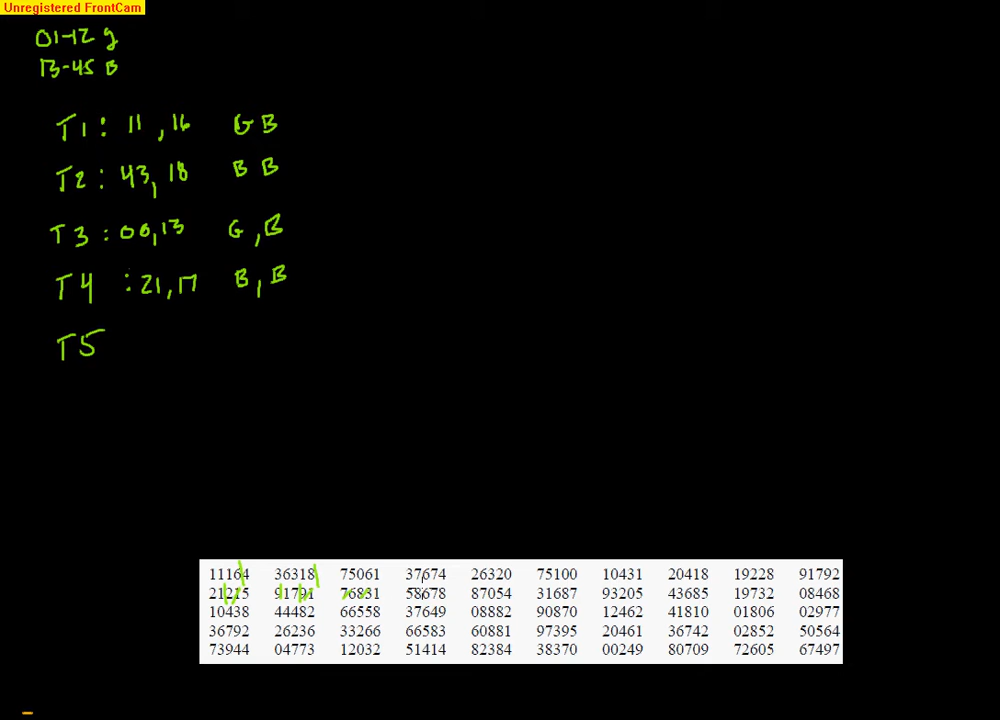 Unregistered FrontCam
01-12 g
13-45 B
T1: 11, 16 G B
T2: 43, 18 B B
T3: 06, 13 G, B
T4: 21, 17 B, B
T5
11164 36318 75061 37674 26320 75100 10431 20418 19228 91792
21215 91791 76831 58678 87054 31687 93205 43685 19732 08468
10438 44482 66558 37649 08882 90870 12462 41810 01806 02977
36792 26236 33266 66583 60881 97395 20461 36742 02852 50564
73944 04773 12032 51414 82384 38370 00249 80709 72605 67497